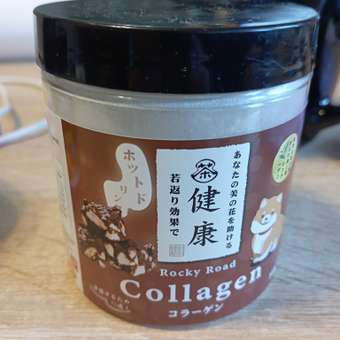 ホットド
リン
茶
健康
あなたの美の花を助ける
若返り効果で
Rocky Road
Collagen
コラーゲン